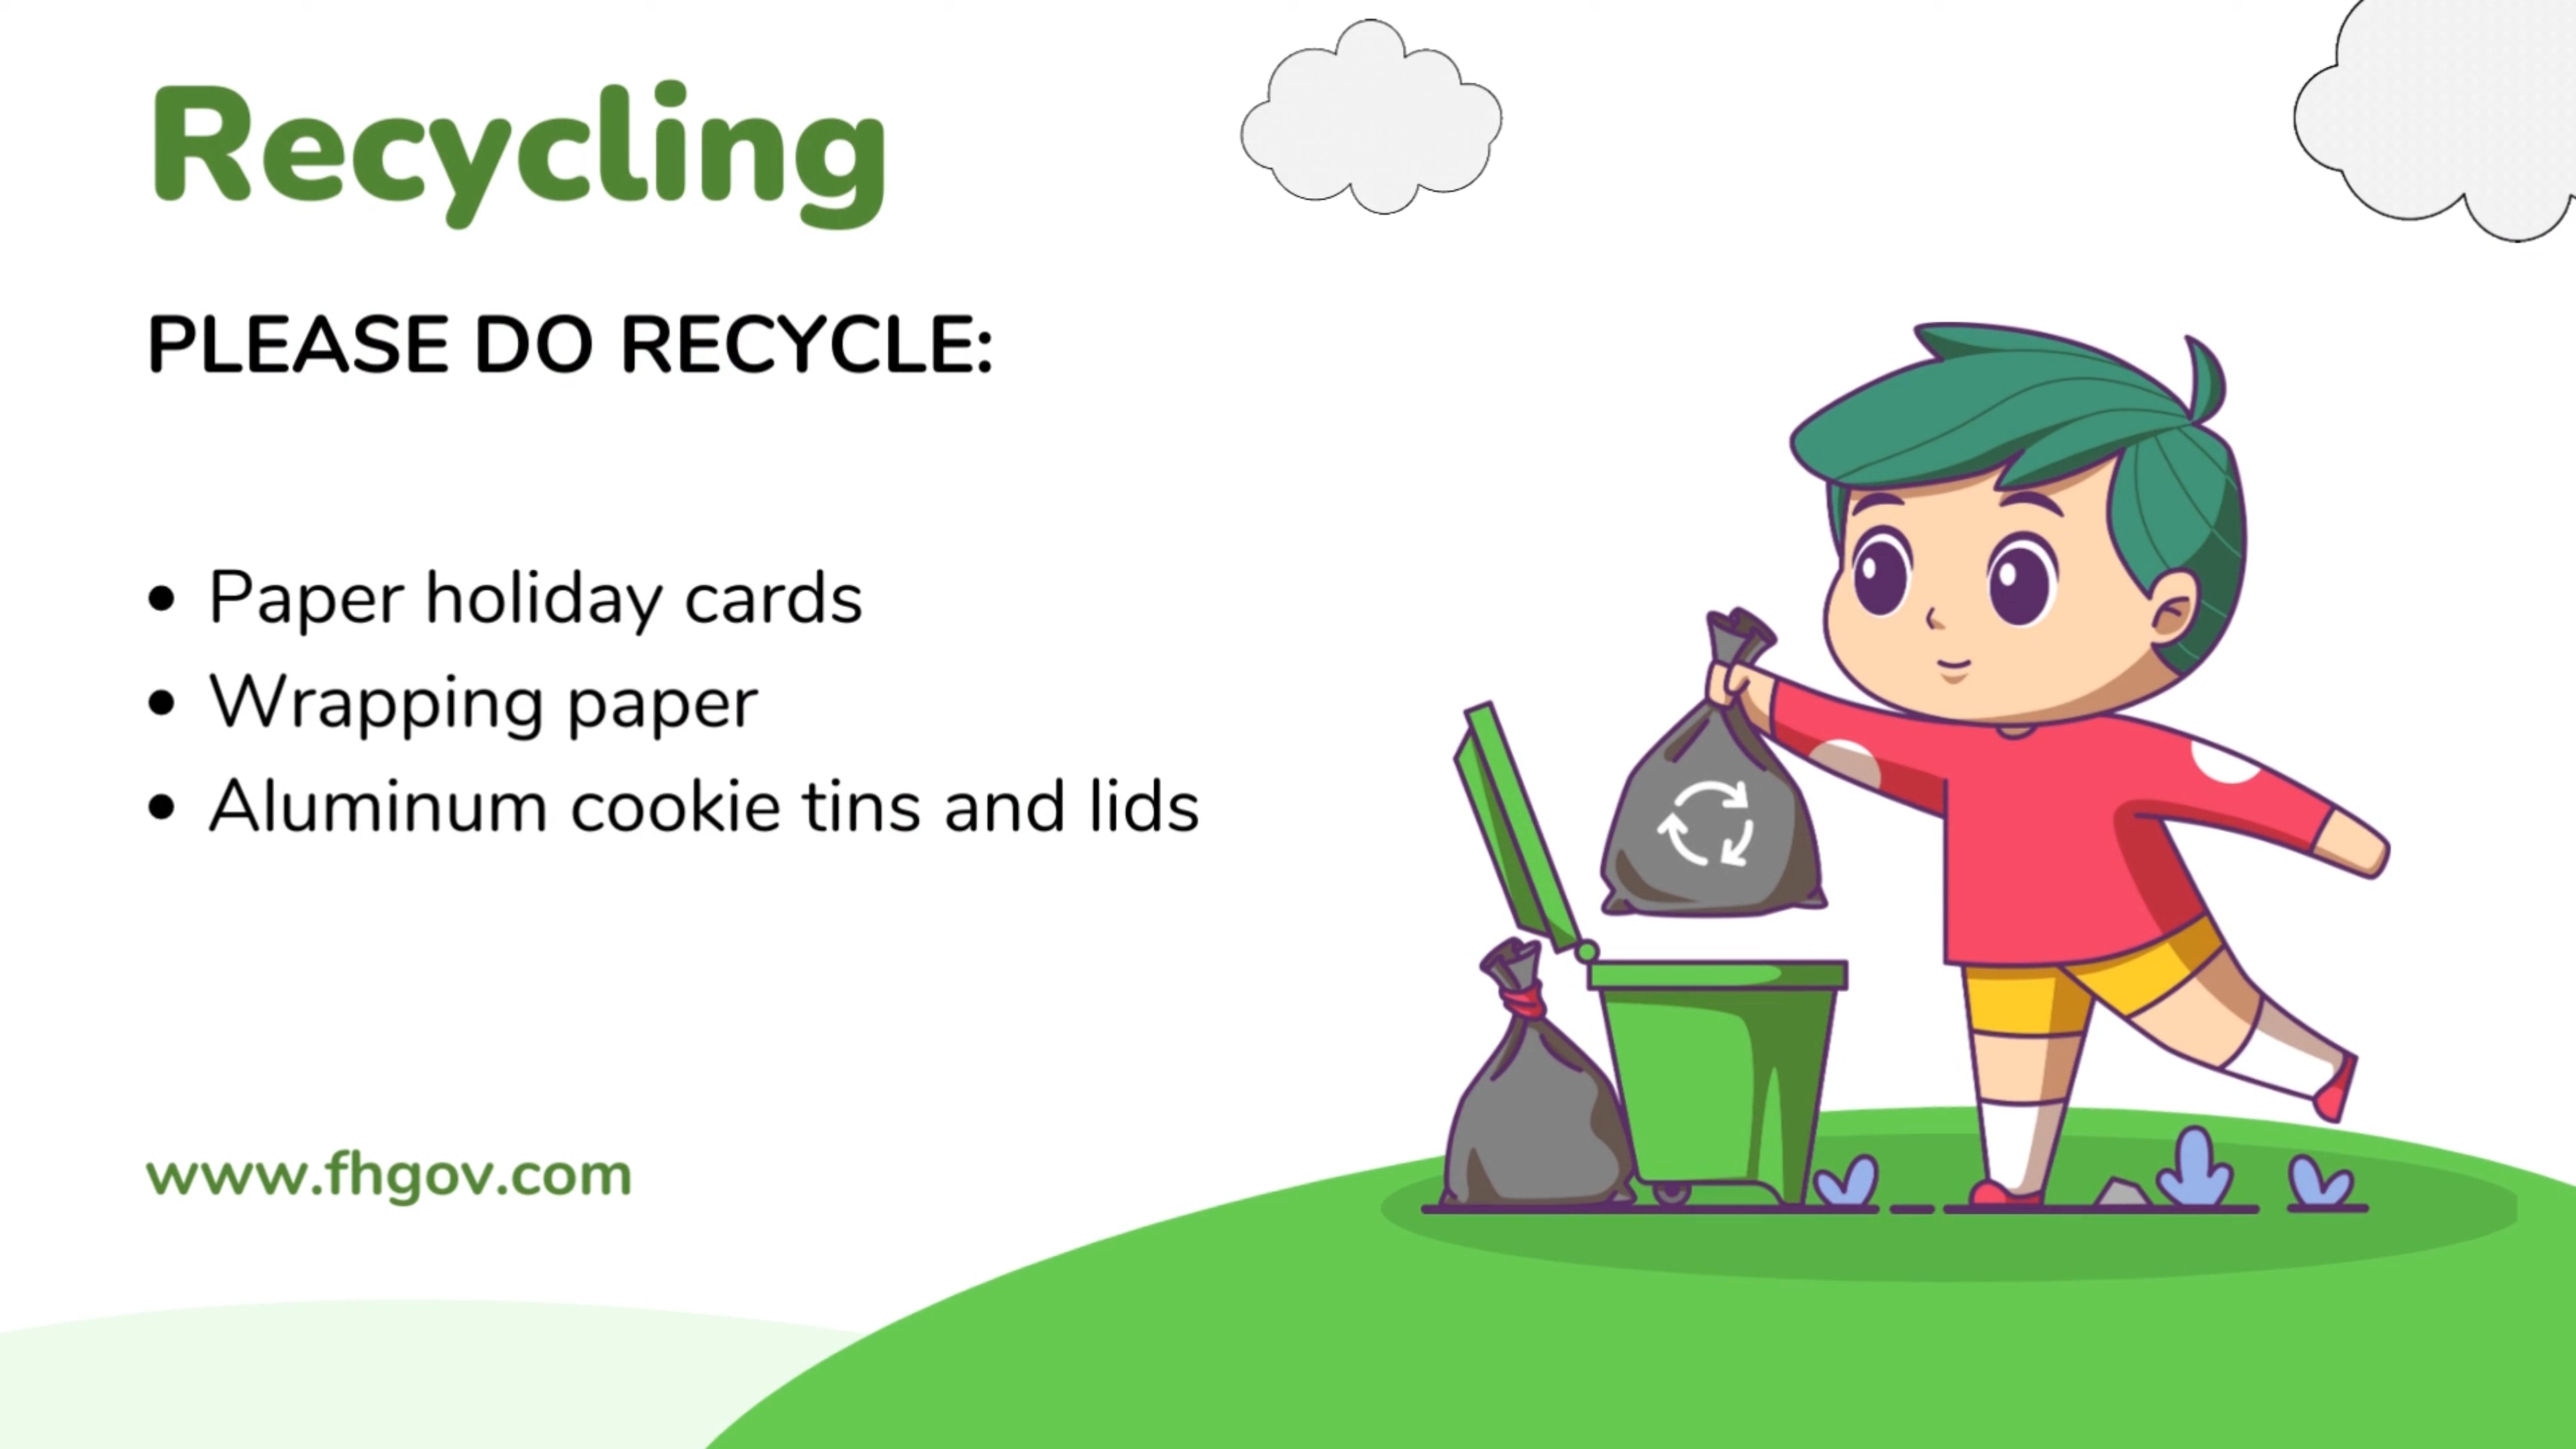 Recycling
PLEASE DO RECYCLE:
• Paper holiday cards
• Wrapping paper
• Aluminum cookie tins and lids
www.fhgov.com